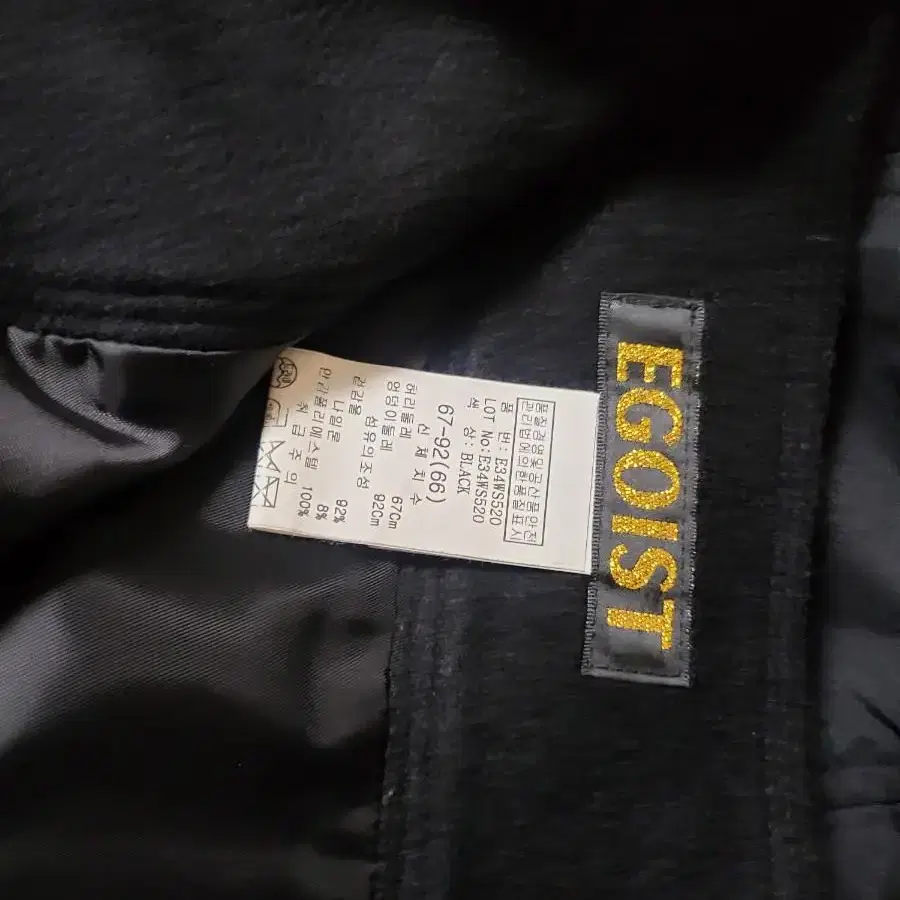 EGOIST
품질경영및공산품안전
관리법에의한품질표시
품 번:E34WS520
LOT No:E34WS520
색 상: BLACK
67-92(66)
신 체 치 수
허리둘레 67Cm
엉덩이둘레 92Cm
섬유의조성
겉감울 92%
나일론 8%
안감폴리에스텔 100%
취 급 주 의